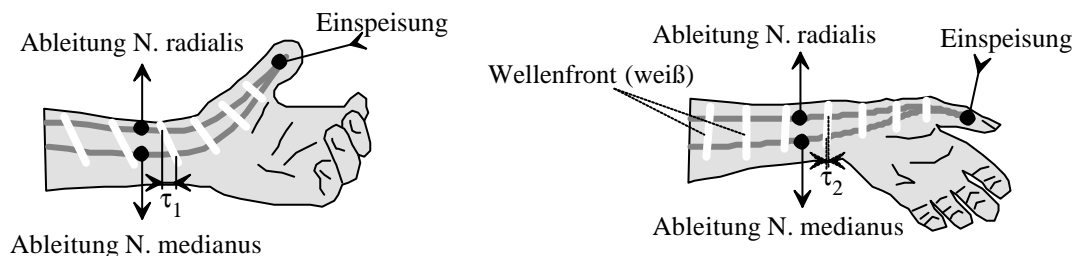 Einspeisung
Ableitung N. radialis
τ1
Ableitung N. medianus
Ableitung N. radialis
Einspeisung
Wellenfront (weiß)
τ2
Ableitung N. medianus